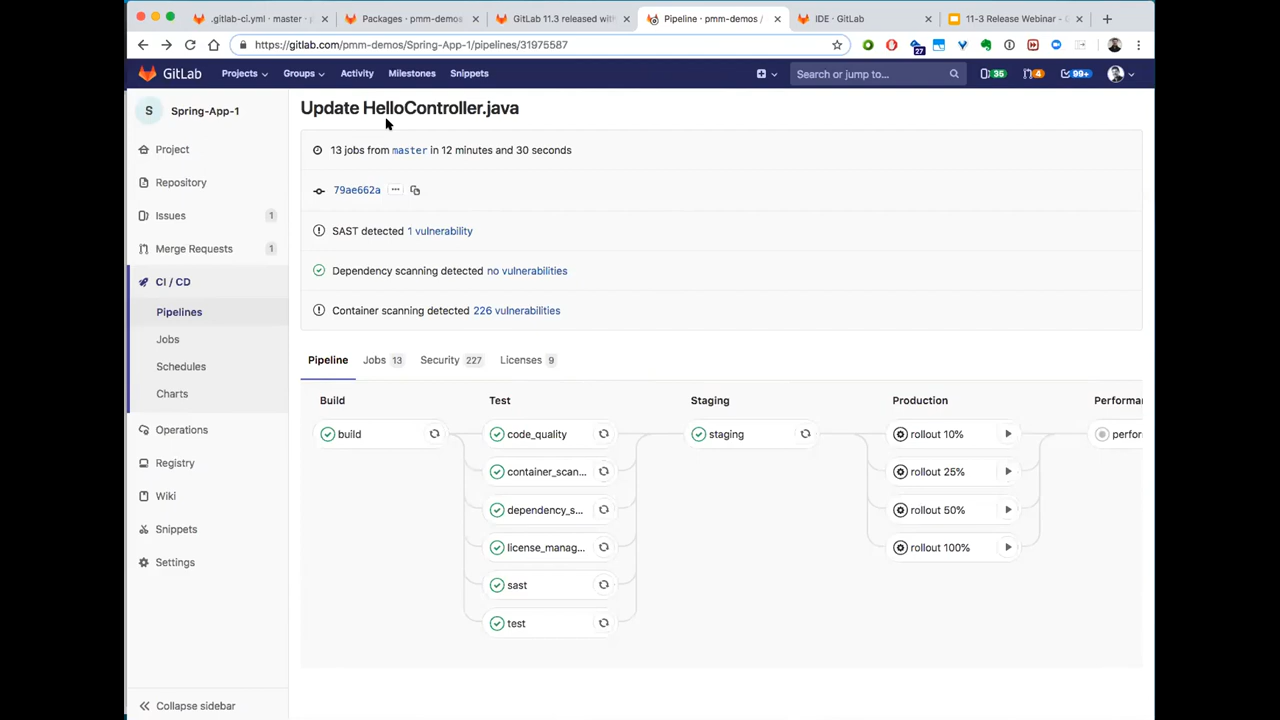 .gitlab-ci.yml · master ·
Packages · pmm-demos
GitLab 11.3 released with
Pipeline · pmm-demos /
IDE · GitLab
11-3 Release Webinar -
https://gitlab.com/pmm-demos/Spring-App-1/pipelines/31975587
27
GitLab
Projects
Groups
Activity
Milestones
Snippets
Search or jump to...
36
4
99+
S
Spring-App-1
Project
Repository
Issues 1
Merge Requests 1
CI / CD
Pipelines
Jobs
Schedules
Charts
Operations
Registry
Wiki
Snippets
Settings
Collapse sidebar
Update HelloController.java
13 jobs from master in 12 minutes and 30 seconds
79ae662a ...
SAST detected 1 vulnerability
Dependency scanning detected no vulnerabilities
Container scanning detected 226 vulnerabilities
Pipeline Jobs 13 Security 227 Licenses 9
Build
build
Test
code_quality
container_scan...
dependency_s...
license_manag...
sast
test
Staging
staging
Production
rollout 10%
rollout 25%
rollout 50%
rollout 100%
Performa
perfor